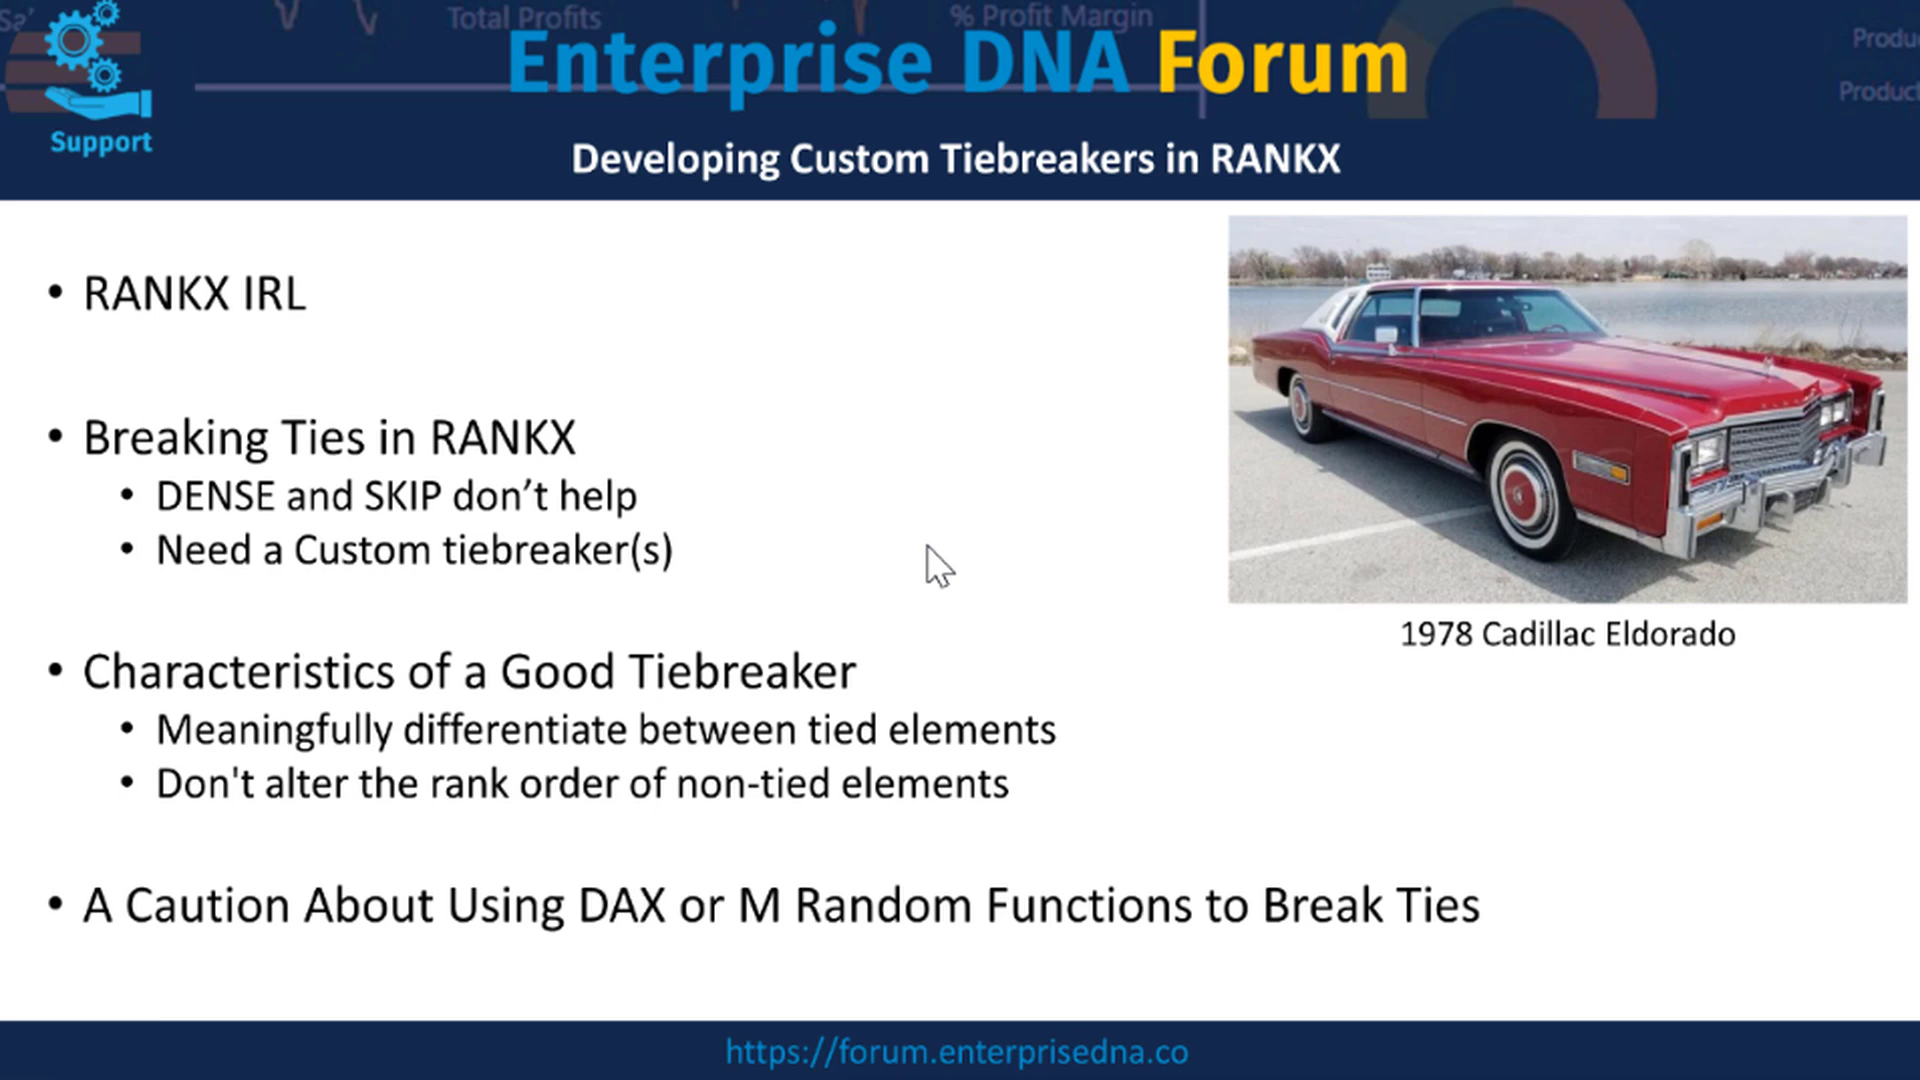 Total Profits
% Profit Margin
Enterprise DNA Forum
Support
Developing Custom Tiebreakers in RANKX
• RANKX IRL
• Breaking Ties in RANKX
• DENSE and SKIP don’t help
• Need a Custom tiebreaker(s)
1978 Cadillac Eldorado
• Characteristics of a Good Tiebreaker
• Meaningfully differentiate between tied elements
• Don't alter the rank order of non-tied elements
• A Caution About Using DAX or M Random Functions to Break Ties
https://forum.enterprisedna.co